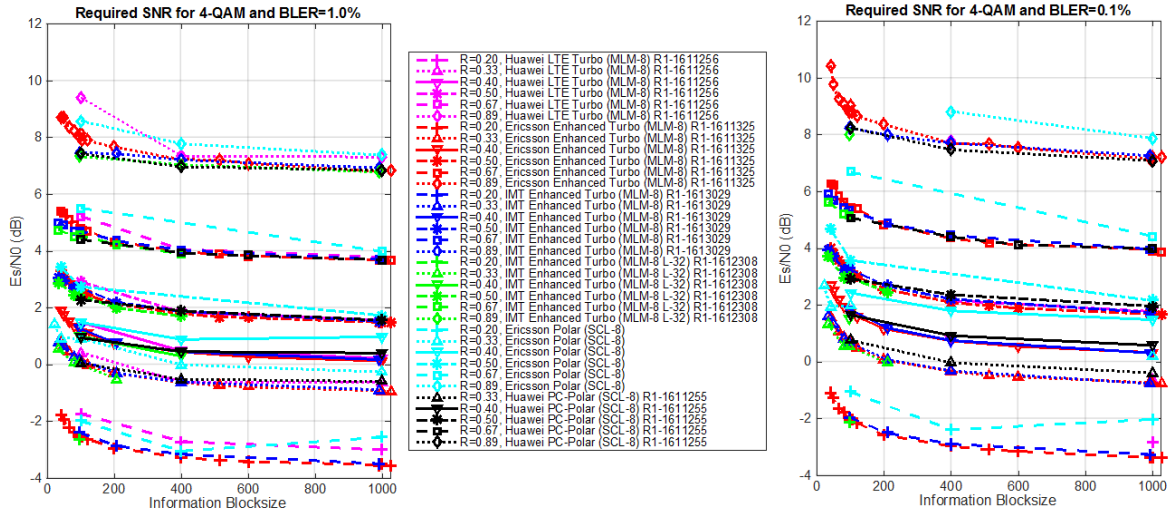 Required SNR for 4-QAM and BLER=1.0%
12
10
8
6
4
2
0
-2
-4
Es/N0 (dB)
0
200
400
600
800
1000
Information Blocksize
R=0.20, Huawei LTE Turbo (MLM-8) R1-1611256
R=0.33, Huawei LTE Turbo (MLM-8) R1-1611256
R=0.40, Huawei LTE Turbo (MLM-8) R1-1611256
R=0.50, Huawei LTE Turbo (MLM-8) R1-1611256
R=0.67, Huawei LTE Turbo (MLM-8) R1-1611256
R=0.89, Huawei LTE Turbo (MLM-8) R1-1611256
R=0.20, Ericsson Enhanced Turbo (MLM-8) R1-1611325
R=0.33, Ericsson Enhanced Turbo (MLM-8) R1-1611325
R=0.40, Ericsson Enhanced Turbo (MLM-8) R1-1611325
R=0.50, Ericsson Enhanced Turbo (MLM-8) R1-1611325
R=0.67, Ericsson Enhanced Turbo (MLM-8) R1-1611325
R=0.89, Ericsson Enhanced Turbo (MLM-8) R1-1611325
R=0.20, IMT Enhanced Turbo (MLM-8) R1-1613029
R=0.33, IMT Enhanced Turbo (MLM-8) R1-1613029
R=0.40, IMT Enhanced Turbo (MLM-8) R1-1613029
R=0.50, IMT Enhanced Turbo (MLM-8) R1-1613029
R=0.67, IMT Enhanced Turbo (MLM-8) R1-1613029
R=0.89, IMT Enhanced Turbo (MLM-8) R1-1613029
R=0.20, IMT Enhanced Turbo (MLM-8 L-32) R1-1612308
R=0.33, IMT Enhanced Turbo (MLM-8 L-32) R1-1612308
R=0.40, IMT Enhanced Turbo (MLM-8 L-32) R1-1612308
R=0.50, IMT Enhanced Turbo (MLM-8 L-32) R1-1612308
R=0.67, IMT Enhanced Turbo (MLM-8 L-32) R1-1612308
R=0.89, IMT Enhanced Turbo (MLM-8 L-32) R1-1612308
R=0.20, Ericsson Polar (SCL-8)
R=0.33, Ericsson Polar (SCL-8)
R=0.40, Ericsson Polar (SCL-8)
R=0.50, Ericsson Polar (SCL-8)
R=0.67, Ericsson Polar (SCL-8)
R=0.89, Ericsson Polar (SCL-8)
R=0.33, Huawei PC-Polar (SCL-8) R1-1611255
R=0.40, Huawei PC-Polar (SCL-8) R1-1611255
R=0.50, Huawei PC-Polar (SCL-8) R1-1611255
R=0.67, Huawei PC-Polar (SCL-8) R1-1611255
R=0.89, Huawei PC-Polar (SCL-8) R1-1611255
Required SNR for 4-QAM and BLER=0.1%
12
10
8
6
4
2
0
-2
-4
Es/N0 (dB)
0
200
400
600
800
1000
Information Blocksize